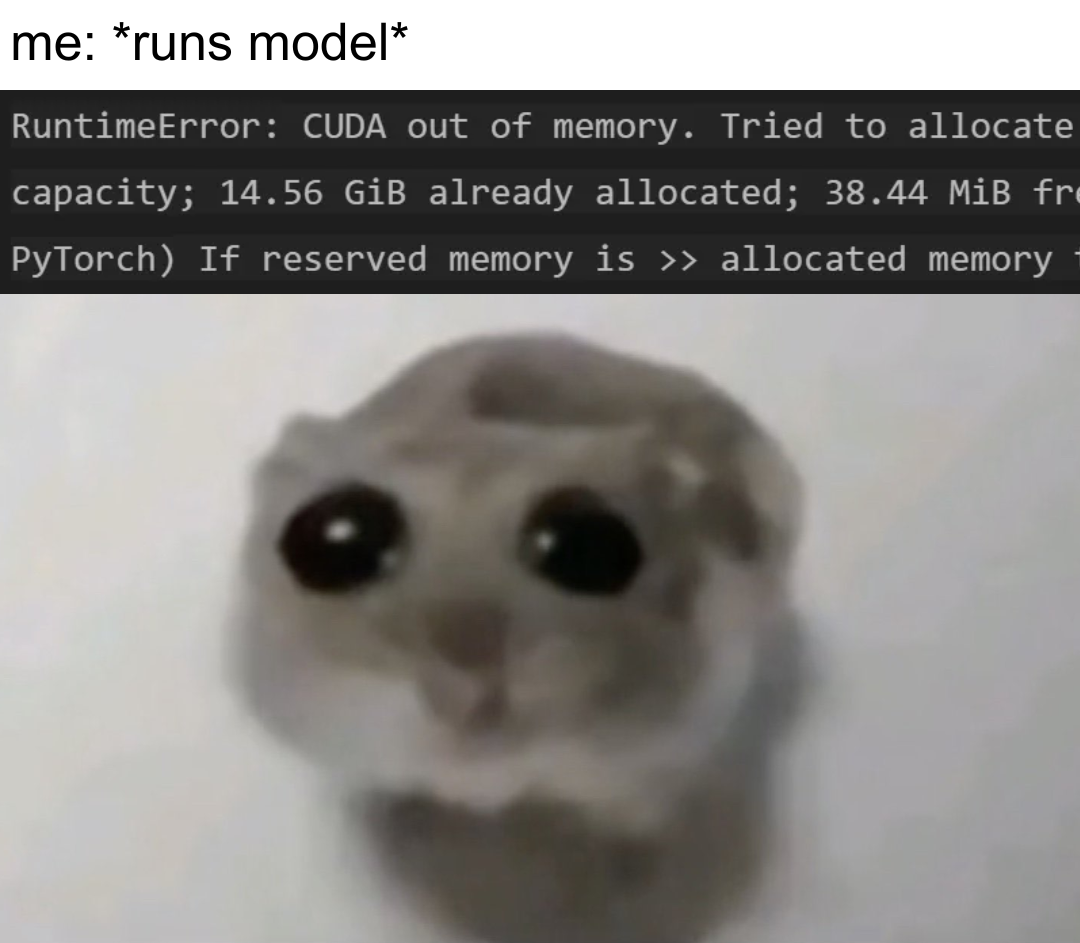 me: *runs model*
RuntimeError: CUDA out of memory. Tried to allocate
capacity; 14.56 GiB already allocated; 38.44 MiB
PyTorch) If reserved memory is >> allocated memory